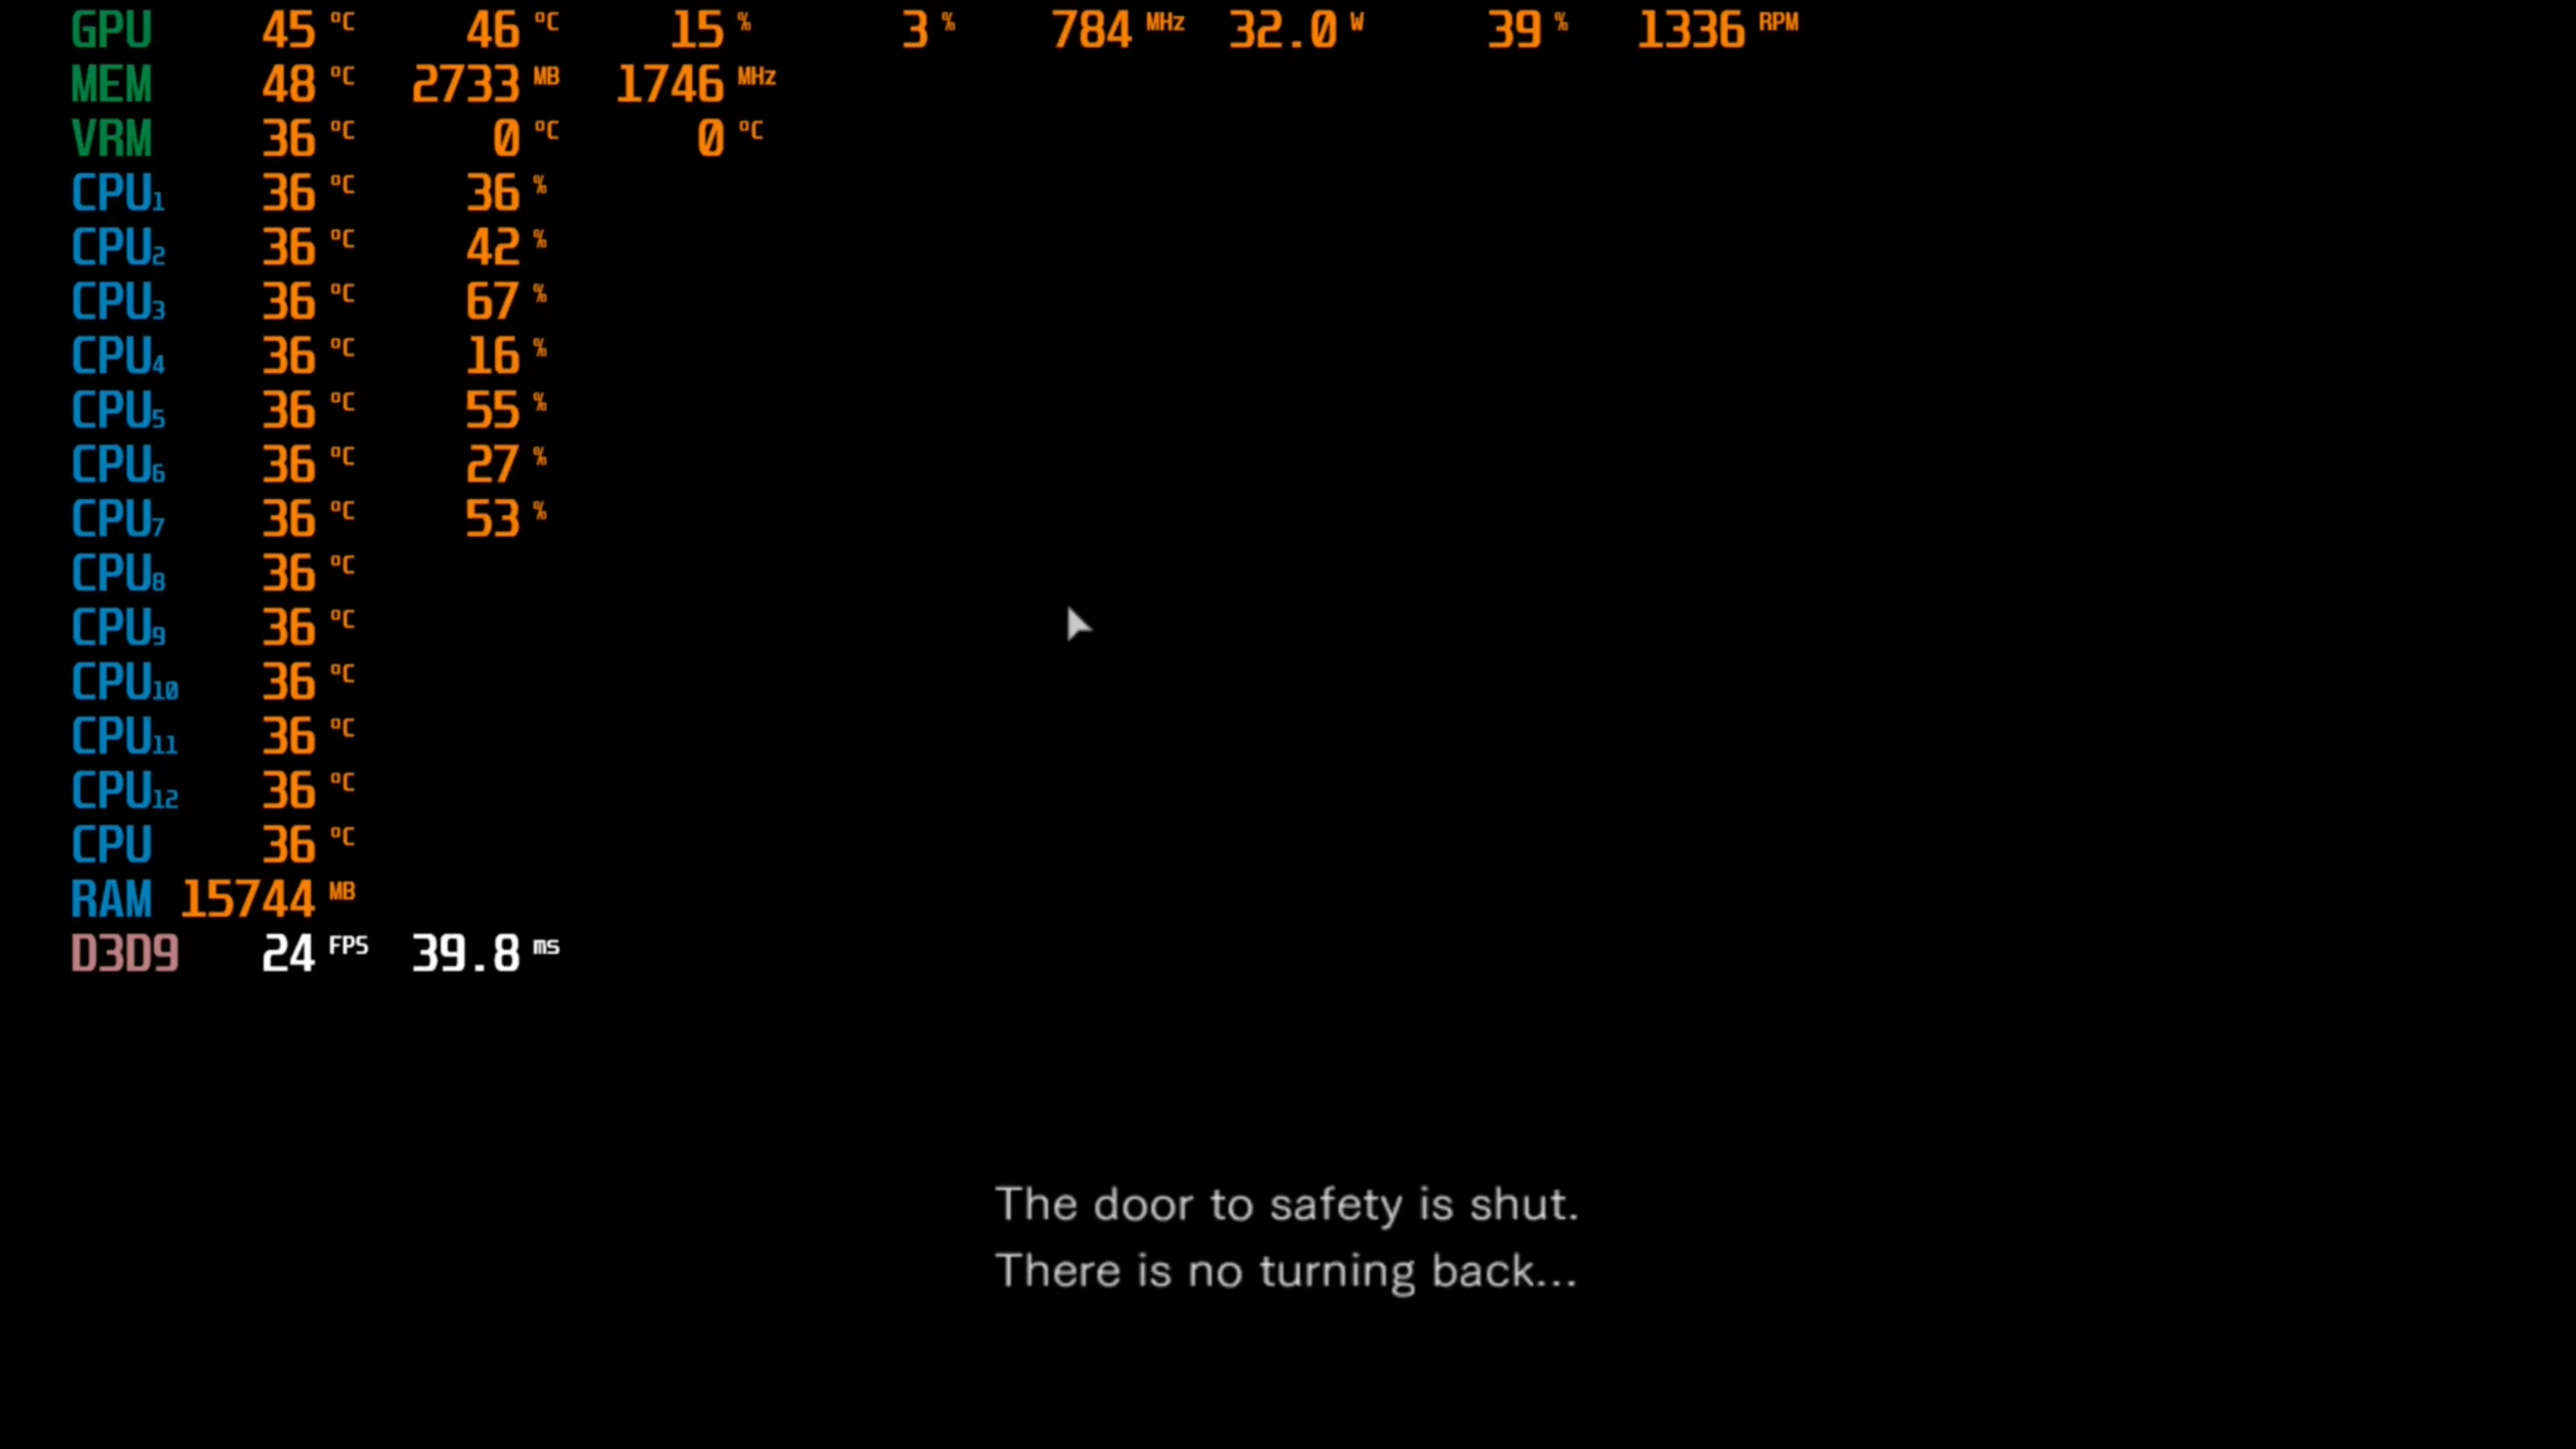 GPU 45 °C 46 °C 15 % 3 % 784 MHz 32.0 W 39 % 1336 RPM
MEM 48 °C 2733 MB 1746 MHz
VRM 36 °C 0 °C 0 °C
CPU1 36 °C 36 %
CPU2 36 °C 42 %
CPU3 36 °C 67 %
CPU4 36 °C 16 %
CPU5 36 °C 55 %
CPU6 36 °C 27 %
CPU7 36 °C 53 %
CPU8 36 °C
CPU9 36 °C
CPU10 36 °C
CPU11 36 °C
CPU12 36 °C
CPU 36 °C
RAM 15744 MB
D3D9 24 FPS 39.8 ms
The door to safety is shut.
There is no turning back...